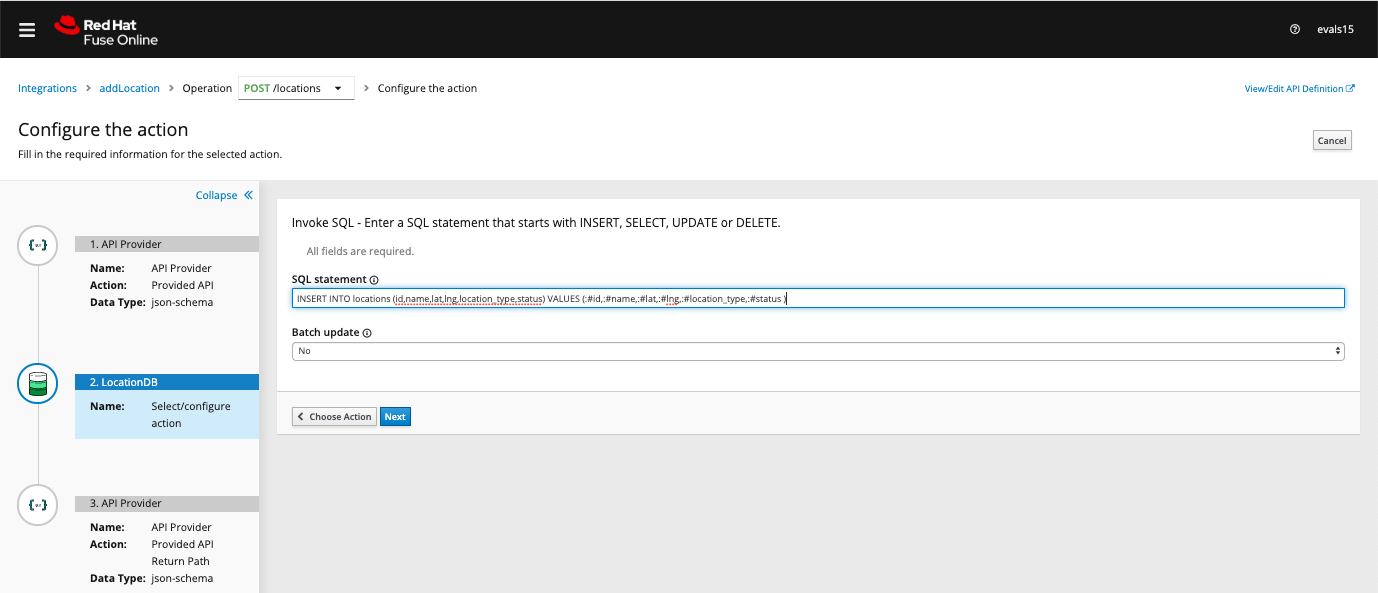 Red Hat
Fuse Online
evals15
Integrations > addLocation > Operation POST /locations > Configure the action
View/Edit API Definition
Configure the action
Fill in the required information for the selected action.
Cancel
Collapse
1. API Provider
Name: API Provider
Action: Provided API
Data Type: json-schema
2. LocationDB
Name: Select/configure
action
3. API Provider
Name: API Provider
Action: Provided API
Return Path
Data Type: json-schema
Invoke SQL - Enter a SQL statement that starts with INSERT, SELECT, UPDATE or DELETE.
All fields are required.
SQL statement
INSERT INTO locations (id,name,lat,lng,location_type,status) VALUES (:#id,:#name,:#lat,:#lng,:#location_type,:#status )
Batch update
No
Choose Action
Next